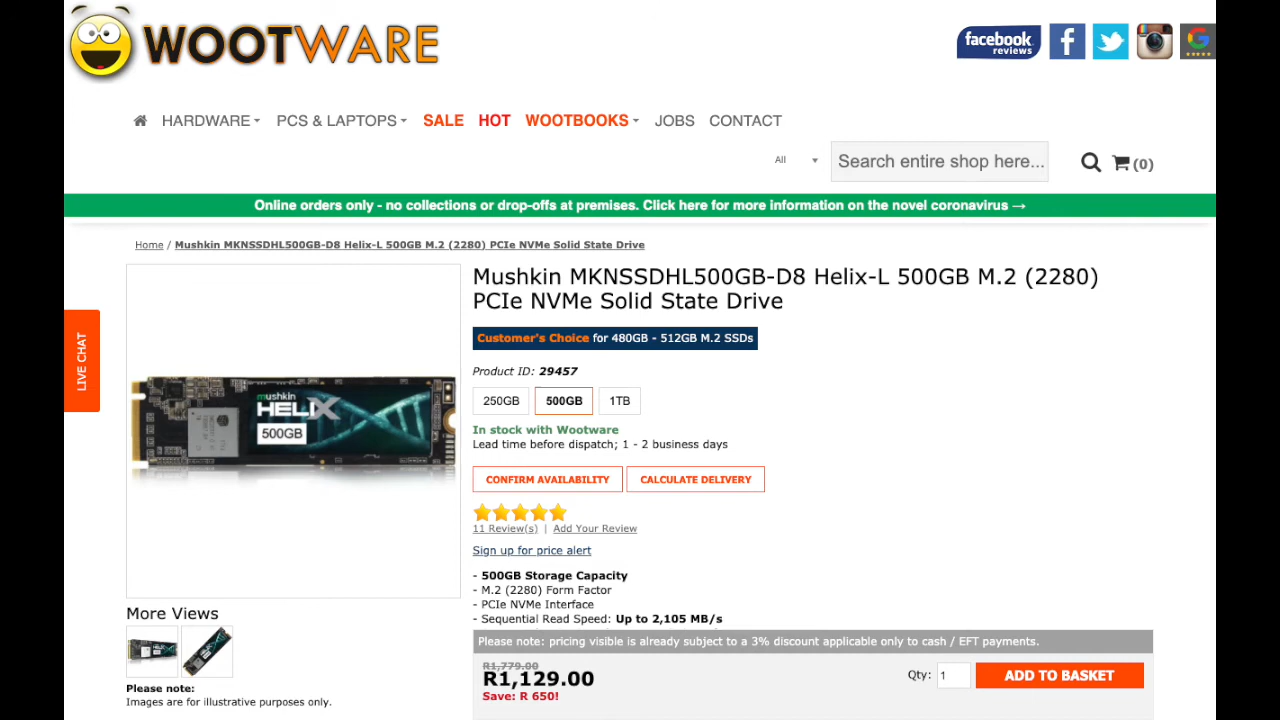 WOOTWARE
facebook
reviews
HARDWARE PCS & LAPTOPS SALE HOT WOOTBOOKS JOBS CONTACT
All Search entire shop here... (0)
Online orders only - no collections or drop-offs at premises. Click here for more information on the novel coronavirus →
Home / Mushkin MKNSSDHL500GB-D8 Helix-L 500GB M.2 (2280) PCIe NVMe Solid State Drive
Mushkin MKNSSDHL500GB-D8 Helix-L 500GB M.2 (2280)
PCIe NVMe Solid State Drive
Customer's Choice for 480GB - 512GB M.2 SSDs
LIVE CHAT
Product ID: 29457
250GB 500GB 1TB
mushkin
HELIX
500GB
In stock with Wootware
Lead time before dispatch; 1 - 2 business days
CONFIRM AVAILABILITY CALCULATE DELIVERY
11 Review(s) | Add Your Review
Sign up for price alert
- 500GB Storage Capacity
- M.2 (2280) Form Factor
- PCIe NVMe Interface
- Sequential Read Speed: Up to 2,105 MB/s
More Views
Please note:
Images are for illustrative purposes only.
Please note: pricing visible is already subject to a 3% discount applicable only to cash / EFT payments.
R1,779.00
R1,129.00
Save: R 650!
Qty: 1 ADD TO BASKET